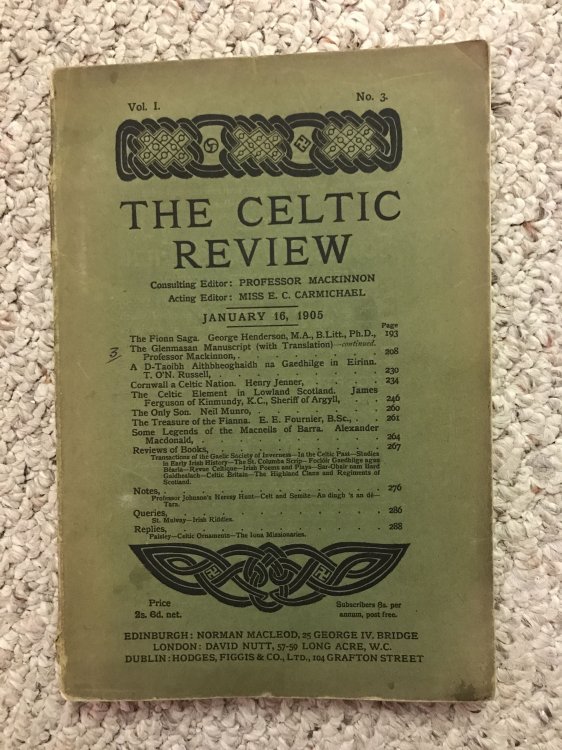 Vol. I. No. 3.
THE CELTIC
REVIEW
Consulting Editor: PROFESSOR MACKINNON
Acting Editor: MISS E. C. CARMICHAEL
JANUARY 16, 1905
Page
The Fionn Saga. George Henderson, M.A., B.Litt., Ph.D., 193
3. The Glenmasan Manuscript (with Translation)—continued.
Professor Mackinnon, . . . . . 208
A D-Taoibh Aithbheoghaidh na Gaedhilge in Eirinn.
T. O'N. Russell, . . . . . . 230
Cornwall a Celtic Nation. Henry Jenner, . . . 234
The Celtic Element in Lowland Scotland. James
Ferguson of Kinmundy, K.C., Sheriff of Argyll, . 246
The Only Son. Neil Munro, . . . . . 260
The Treasure of the Fianna. E. E. Fournier, B.Sc., . 261
Some Legends of the Macneils of Barra. Alexander
Macdonald, . . . . . . . 264
Reviews of Books, . . . . . . 267
Transactions of the Gaelic Society of Inverness—In the Celtic Past—Studies
in Early Irish History—The St. Columba Scrip—Foclóir Gaedhilge agus
Béarla—Revue Celtique—Irish Poems and Plays—Sar-Obair nam Bard
Gaidhealach—Celtic Britain—The Highland Clans and Regiments of
Scotland.
Notes, . . . . . . . . 276
Professor Johnson's Heresy Hunt—Celt and Semite—An dingh 's an dé—
Tara.
Queries, . . . . . . . . 286
St. Mulway—Irish Riddles.
Replies, . . . . . . . . 288
Paisley—Celtic Ornaments—The Iona Missionaries.
Price Subscribers 8s. per
2s. 6d. net. annum, post free.
EDINBURGH: NORMAN MACLEOD, 25 GEORGE IV. BRIDGE
LONDON: DAVID NUTT, 57-59 LONG ACRE, W.C.
DUBLIN: HODGES, FIGGIS & CO., LTD., 104 GRAFTON STREET